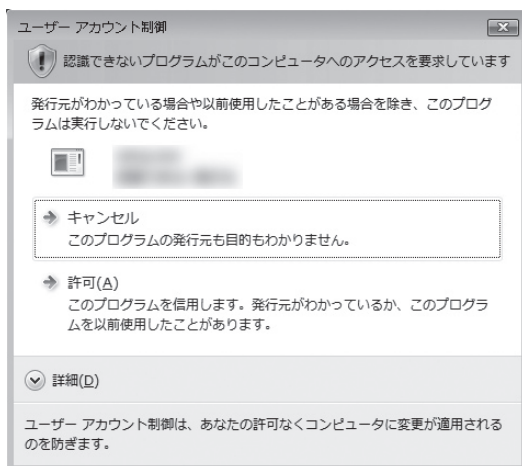 ユーザー アカウント制御
認識できないプログラムがこのコンピュータへのアクセスを要求しています
発行元がわかっている場合や以前使用したことがある場合を除き、このプログ
ラムは実行しないでください。
キャンセル
このプログラムの発行元も目的もわかりません。
許可(A)
このプログラムを信用します。発行元がわかっているか、このプログラ
ムを以前使用したことがあります。
詳細(D)
ユーザー アカウント制御は、あなたの許可なくコンピュータに変更が適用される
のを防ぎます。